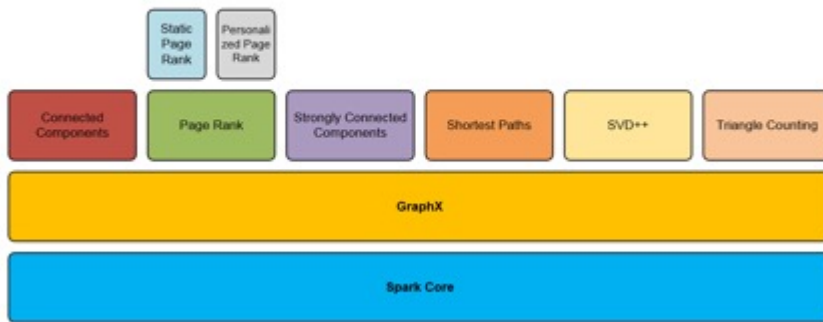 Static
Page
Rank
Personali
zed Page
Rank
Connected
Components
Page Rank
Strongly Connected
Components
Shortest Paths
SVD++
Triangle Counting
GraphX
Spark Core